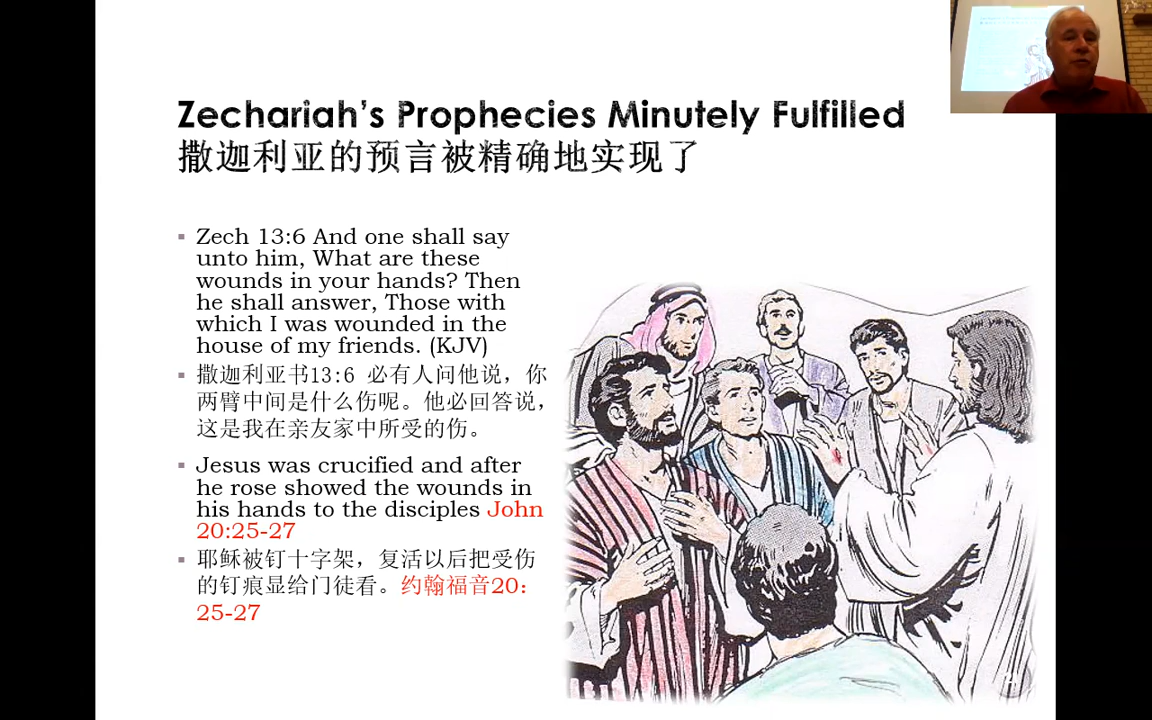 Zechariah's Prophecies Minutely Fulfilled
撒迦利亚的预言被精确地实现了
Zech 13:6 And one shall say
unto him, What are these
wounds in your hands? Then
he shall answer, Those with
which I was wounded in the
house of my friends. (KJV)
撒迦利亚书13:6 必有人问他说，你
两臂中间是什么伤呢。他必回答说，
这是我在亲友家中所受的伤。
Jesus was crucified and after
he rose showed the wounds in
his hands to the disciples John
20:25-27
耶稣被钉十字架，复活以后把受伤
的钉痕显给门徒看。约翰福音20：
25-27